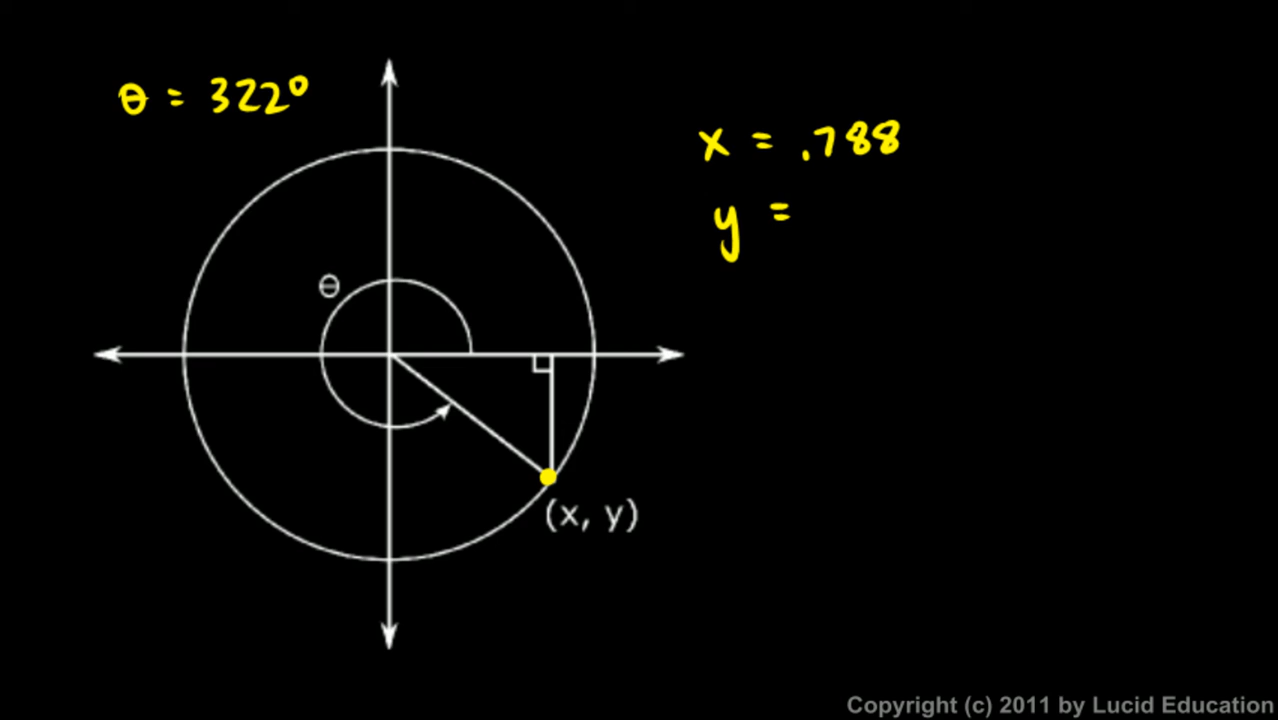 θ = 322°
x = .788
y =
θ
(x, y)
Copyright (c) 2011 by Lucid Education